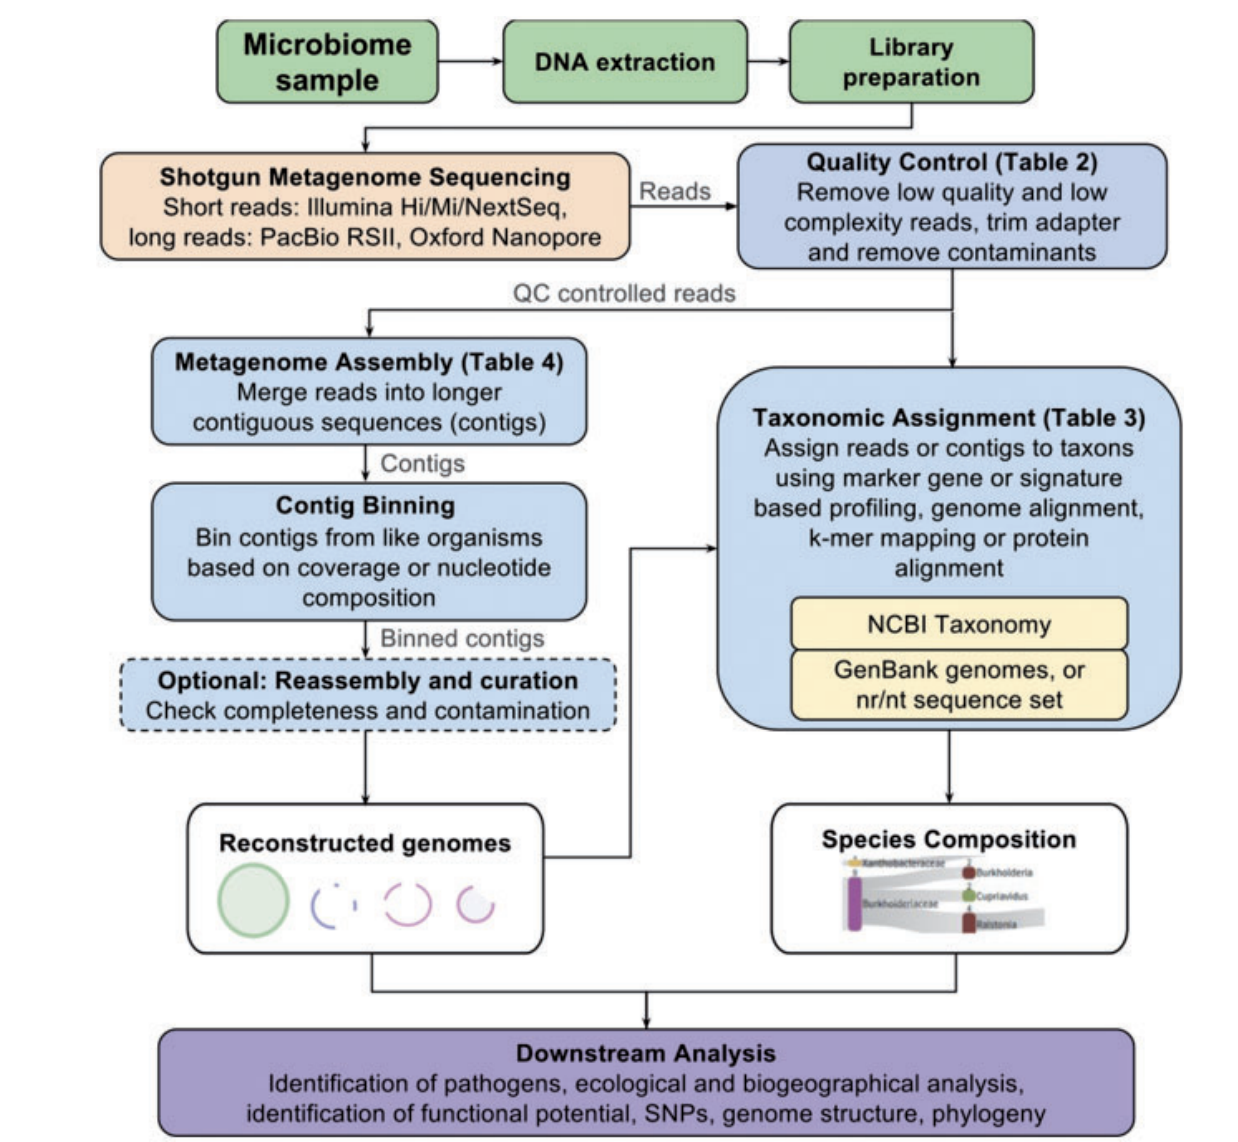 Microbiome
sample
DNA extraction
Library
preparation
Shotgun Metagenome Sequencing
Short reads: Illumina Hi/Mi/NextSeq,
long reads: PacBio RSII, Oxford Nanopore
Reads
Quality Control (Table 2)
Remove low quality and low
complexity reads, trim adapter
and remove contaminants
QC controlled reads
Metagenome Assembly (Table 4)
Merge reads into longer
contiguous sequences (contigs)
Contigs
Contig Binning
Bin contigs from like organisms
based on coverage or nucleotide
composition
Binned contigs
Optional: Reassembly and curation
Check completeness and contamination
Taxonomic Assignment (Table 3)
Assign reads or contigs to taxons
using marker gene or signature
based profiling, genome alignment,
k-mer mapping or protein
alignment
NCBI Taxonomy
GenBank genomes, or
nr/nt sequence set
Reconstructed genomes
Species Composition
Xanthobacteraceae
Burkholderia
Cupriavidus
Burkholderiaceae
Ralstonia
Downstream Analysis
Identification of pathogens, ecological and biogeographical analysis,
identification of functional potential, SNPs, genome structure, phylogeny